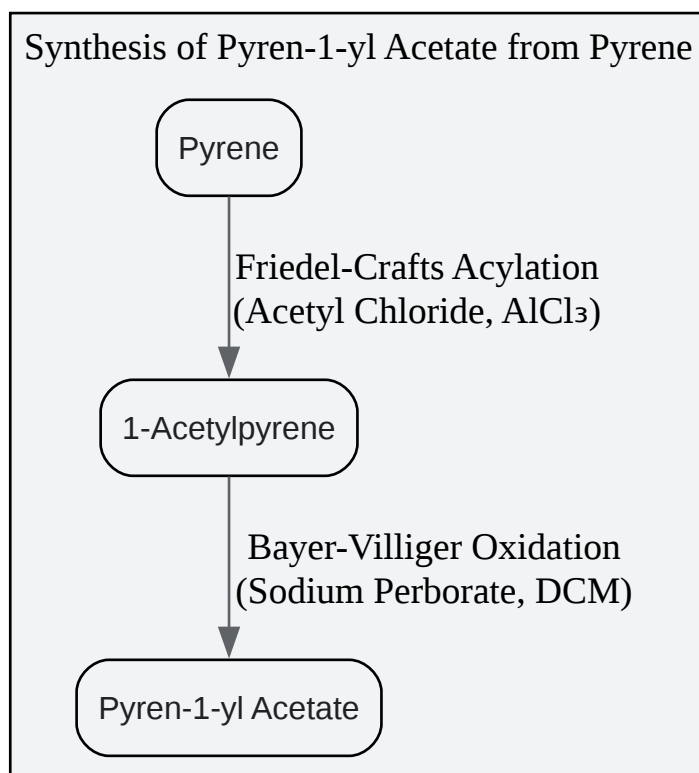 Synthesis of Pyren-1-yl Acetate from Pyrene
Pyrene
Friedel-Crafts Acylation
(Acetyl Chloride, AlCl₃)
1-Acetylpyrene
Bayer-Villiger Oxidation
(Sodium Perborate, DCM)
Pyren-1-yl Acetate